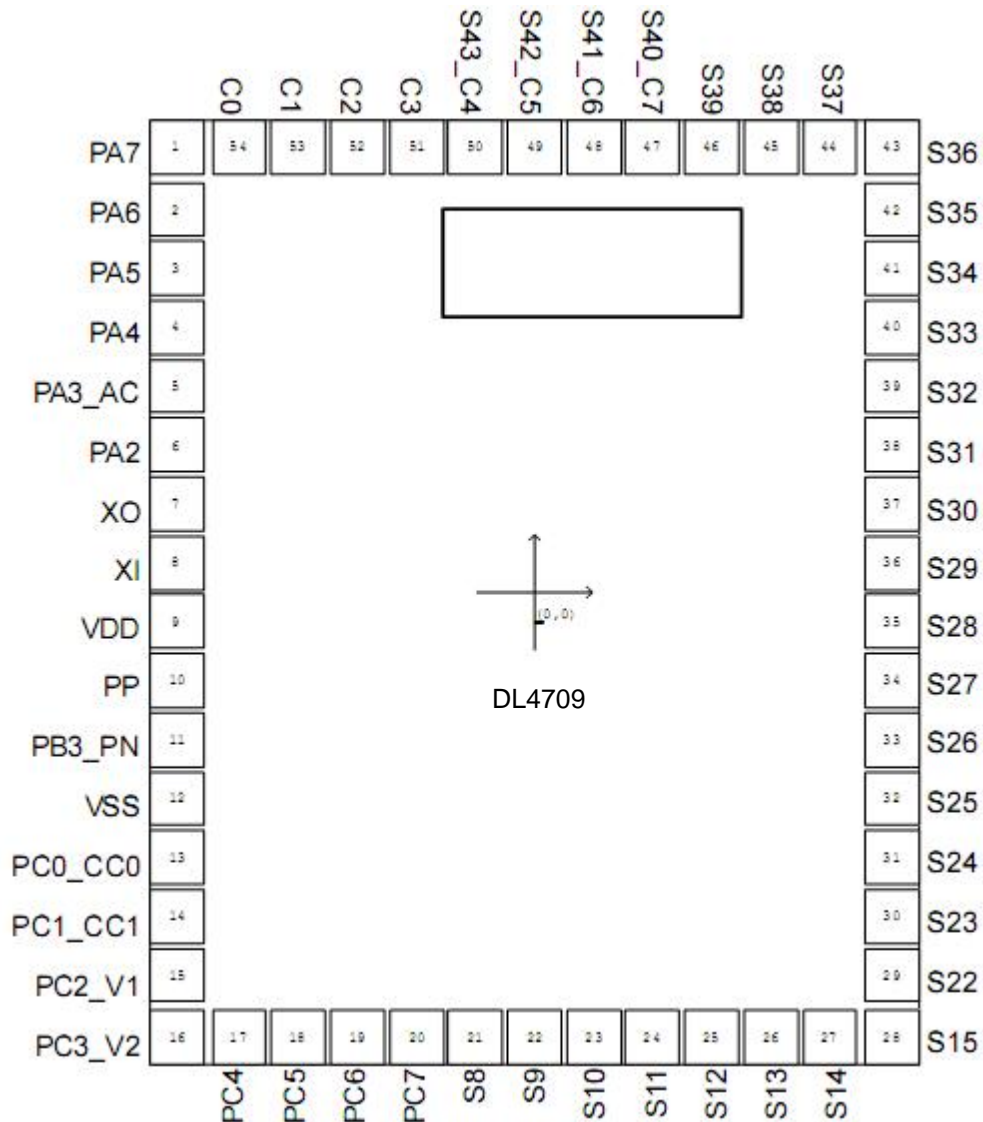 C0 C1 C2 C3 S43_C4 S42_C5 S41_C6 S40_C7 S39 S38 S37
PA7 1 54 53 52 51 50 49 48 47 46 45 44 43 S36
PA6 2 42 S35
PA5 3 41 S34
PA4 4 40 S33
PA3_AC 5 39 S32
PA2 6 38 S31
XO 7 37 S30
XI 8 36 S29
(0,0)
VDD 9 35 S28
PP 10 34 S27
DL4709
PB3_PN 11 33 S26
VSS 12 32 S25
PC0_CC0 13 31 S24
PC1_CC1 14 30 S23
PC2_V1 15 29 S22
PC3_V2 16 17 18 19 20 21 22 23 24 25 26 27 28 S15
PC4 PC5 PC6 PC7 S8 S9 S10 S11 S12 S13 S14